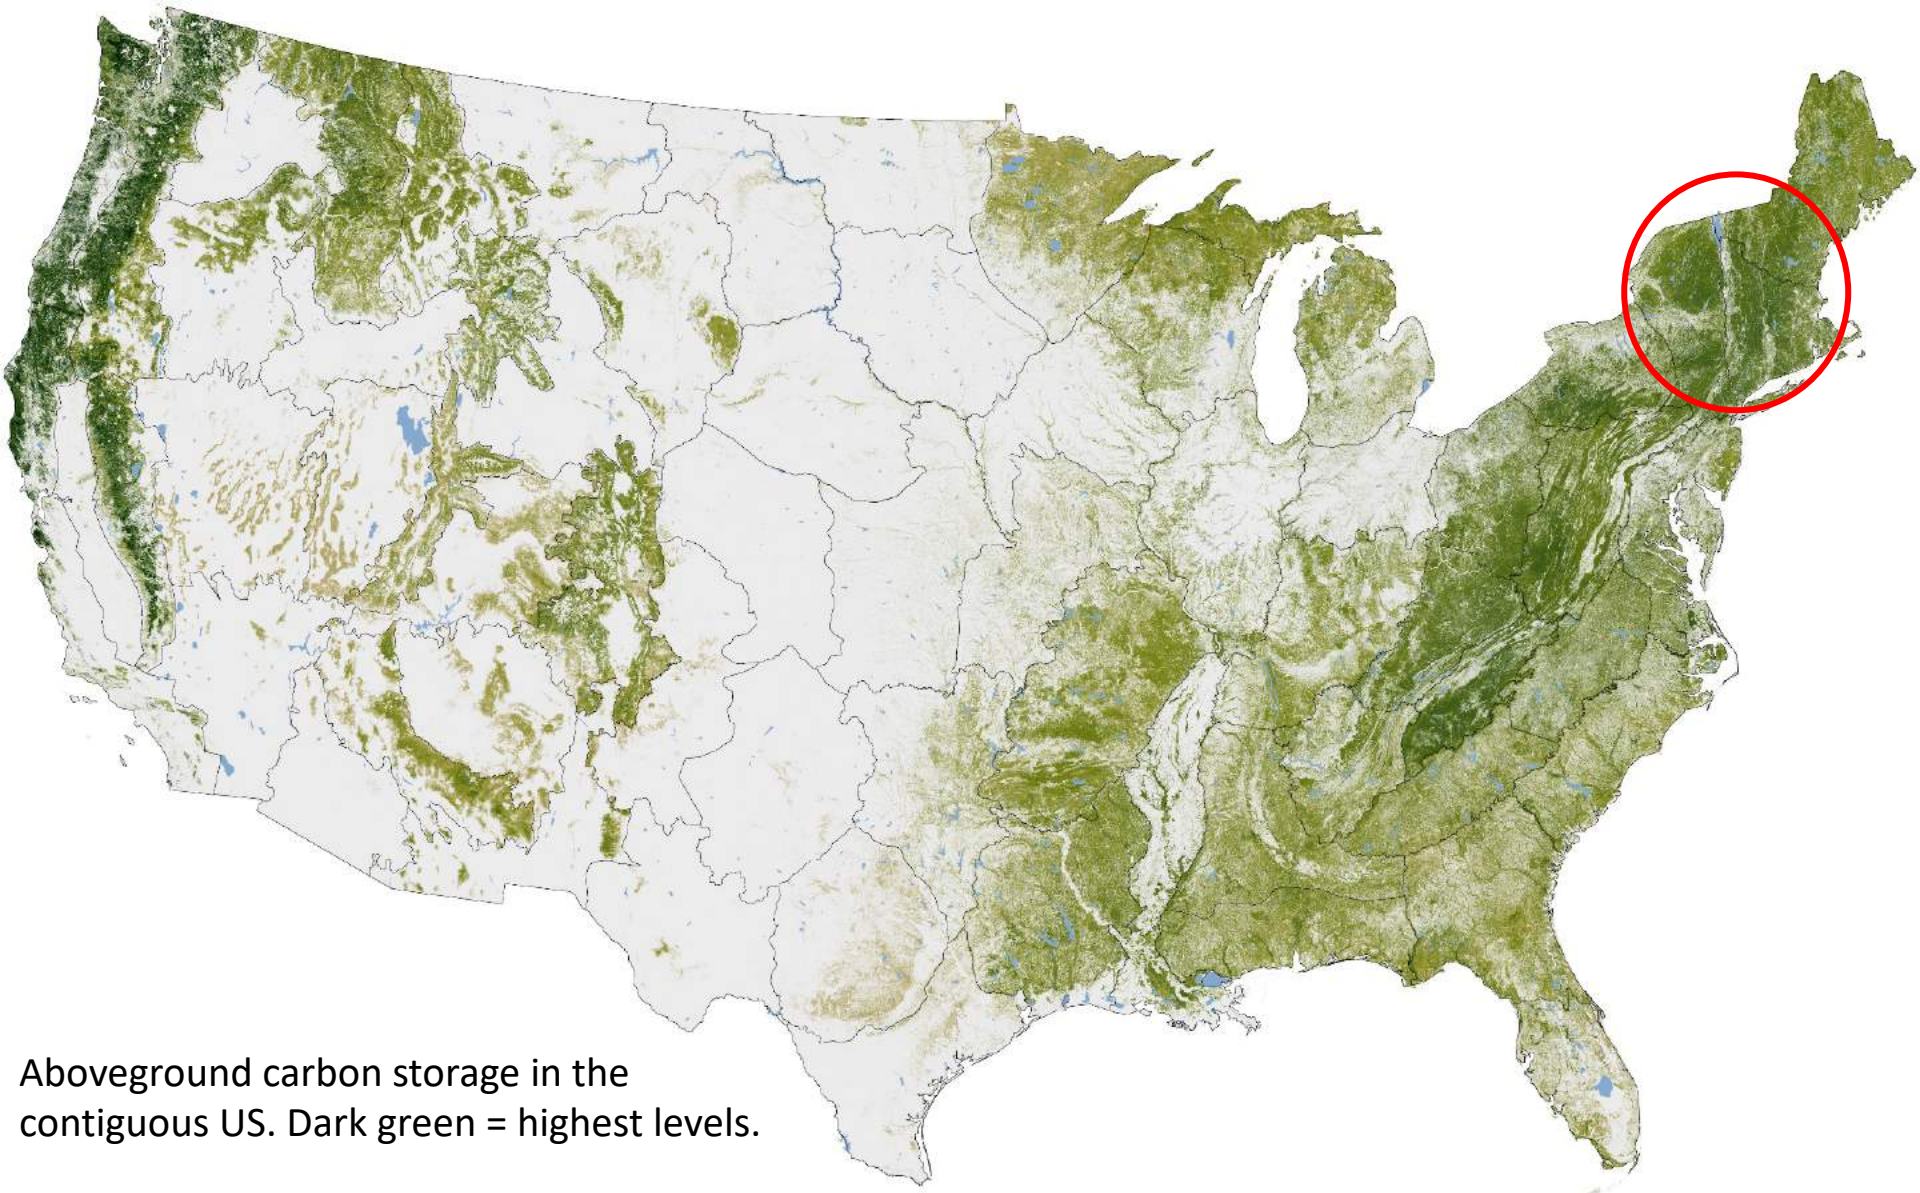 Aboveground carbon storage in the
contiguous US. Dark green = highest levels.